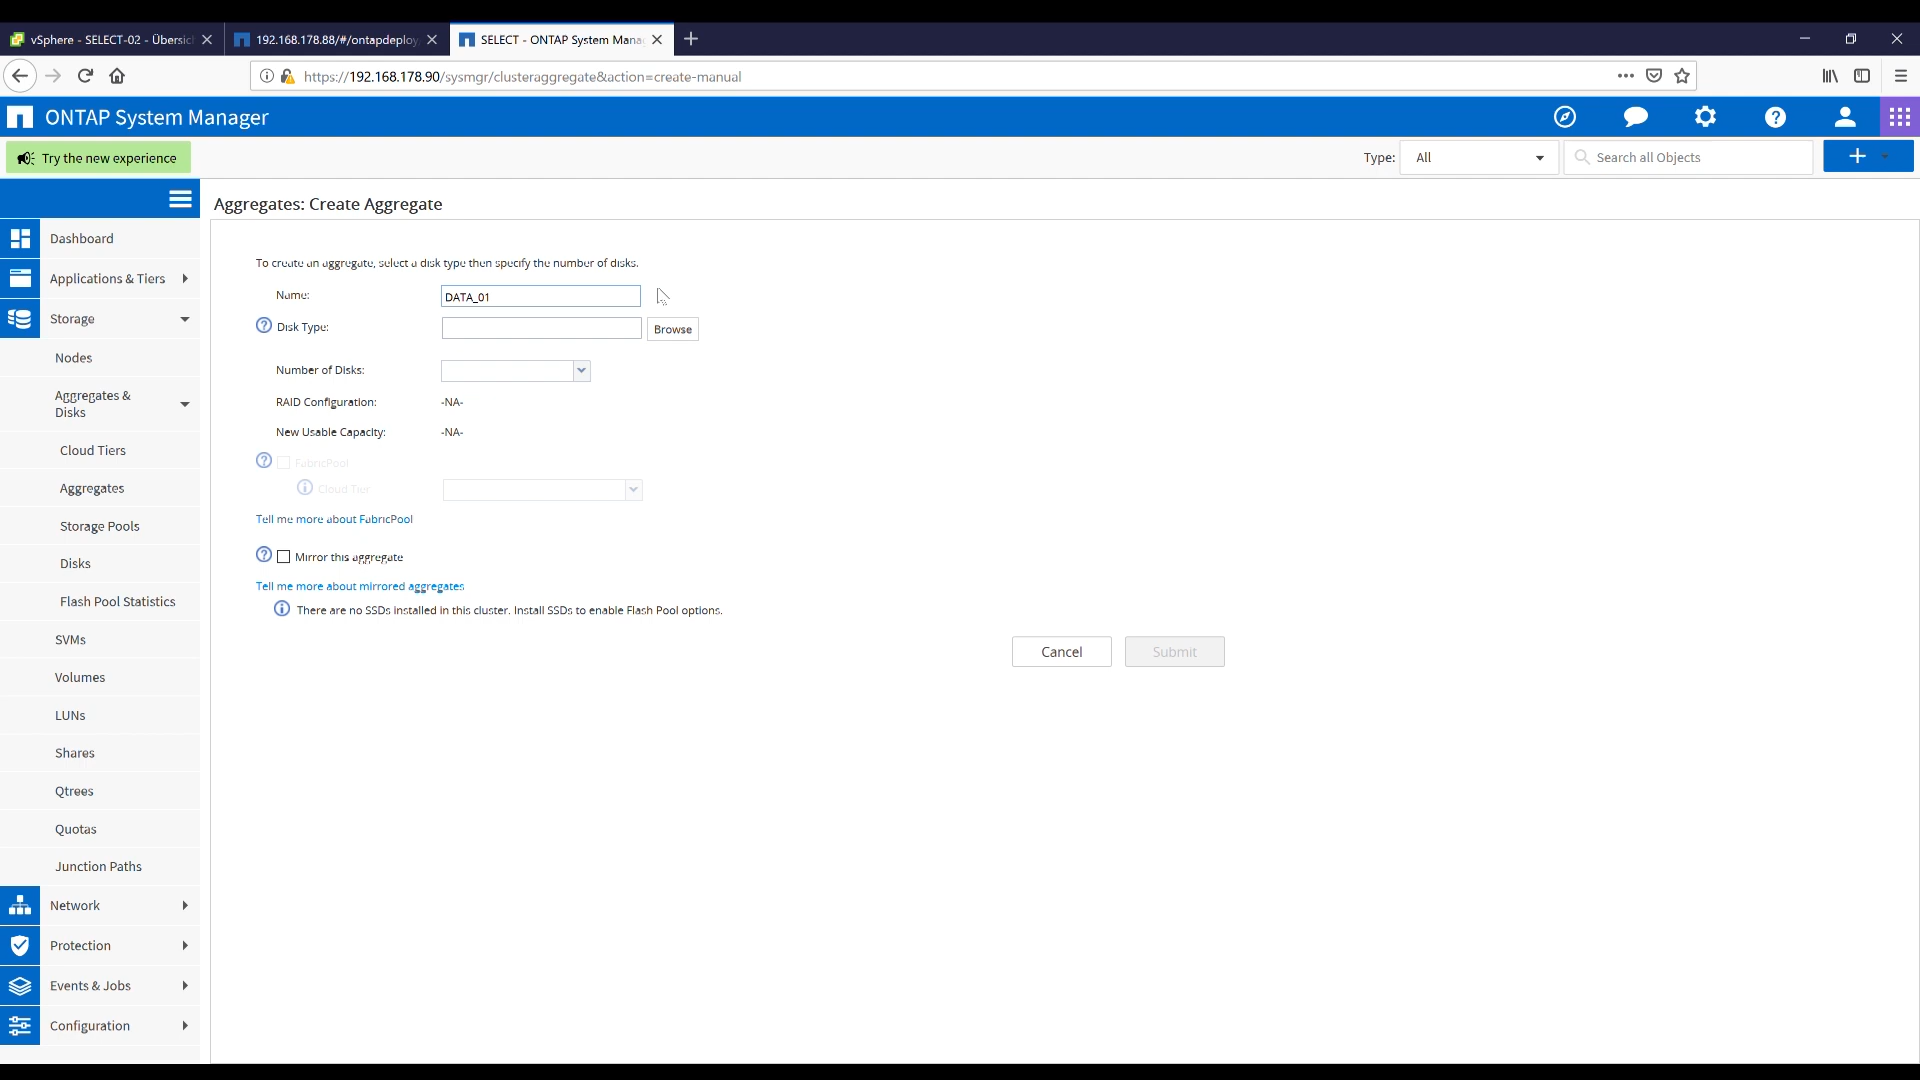 vSphere - SELECT-02 - Übersic
192.168.178.88/#/ontapdeploy
SELECT - ONTAP System Mana
https://192.168.178.90/sysmgr/clusteraggregate&action=create-manual
ONTAP System Manager
Try the new experience
Type:
All
Search all Objects
Aggregates: Create Aggregate
Dashboard
Applications & Tiers
Storage
Nodes
Aggregates &
Disks
Cloud Tiers
Aggregates
Storage Pools
Disks
Flash Pool Statistics
SVMs
Volumes
LUNs
Shares
Qtrees
Quotas
Junction Paths
Network
Protection
Events & Jobs
Configuration
To create an aggregate, select a disk type then specify the number of disks.
Name:
DATA_01
Disk Type:
Browse
Number of Disks:
RAID Configuration:
-NA-
New Usable Capacity:
-NA-
FabricPool
Cloud Tier
Tell me more about FabricPool
Mirror this aggregate
Tell me more about mirrored aggregates
There are no SSDs installed in this cluster. Install SSDs to enable Flash Pool options.
Cancel
Submit